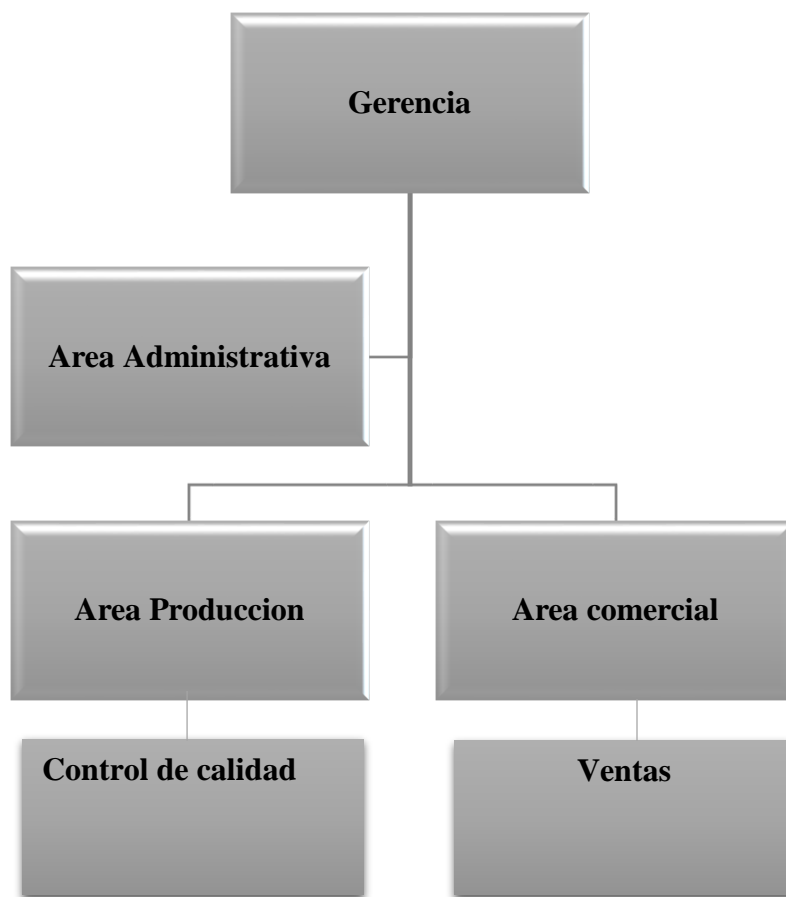 Gerencia
Area Administrativa
Area Produccion
Area comercial
Control de calidad
Ventas